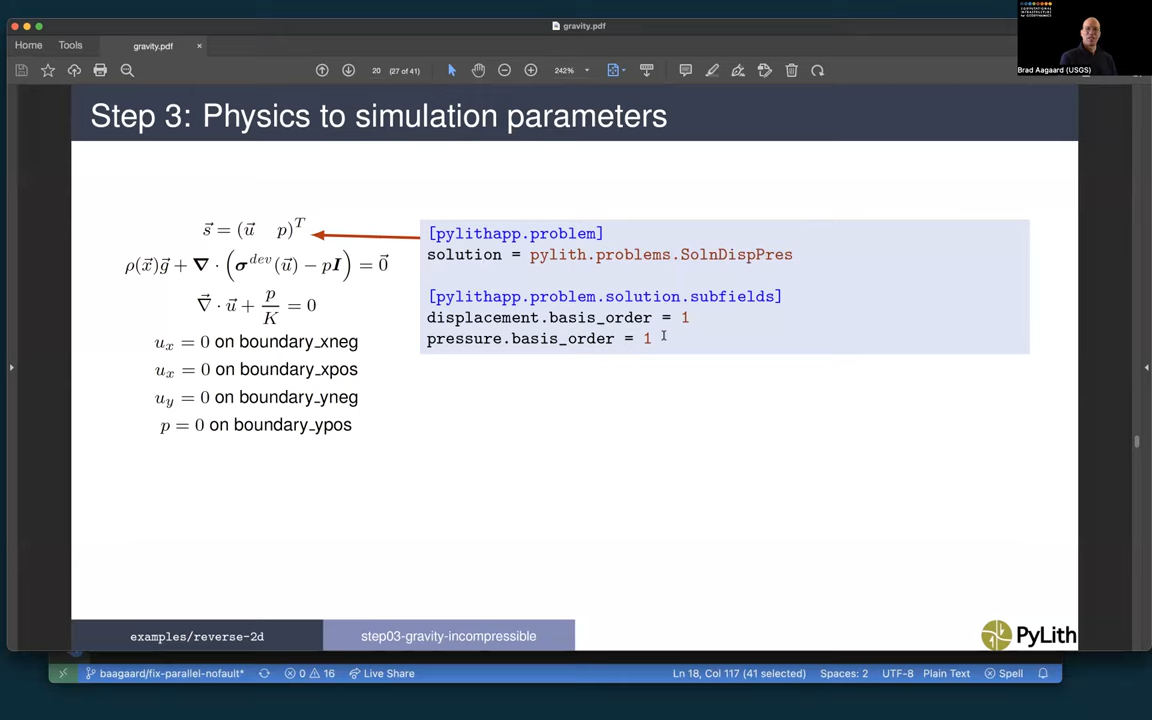 gravity.pdf
Home
Tools
gravity.pdf
×
20
(27 of 41)
242%
COMPUTATIONAL
INFRASTRUCTURE
for GEODYNAMICS
Brad Aagaard (USGS)
Step 3: Physics to simulation parameters
s⃗ = (u⃗ p)^T
ρ(x⃗)g⃗ + ∇ · (σ^dev(u⃗) − pI) = 0⃗
∇⃗ · u⃗ + p/K = 0
u_x = 0 on boundary_xneg
u_x = 0 on boundary_xpos
u_y = 0 on boundary_yneg
p = 0 on boundary_ypos
[pylithapp.problem]
solution = pylith.problems.SolnDispPres
[pylithapp.problem.solution.subfields]
displacement.basis_order = 1
pressure.basis_order = 1
examples/reverse-2d
step03-gravity-incompressible
PyLith
baagaard/fix-parallel-nofault*
0
16
Live Share
Ln 18, Col 117 (41 selected)
Spaces: 2
UTF-8
Plain Text
Spell